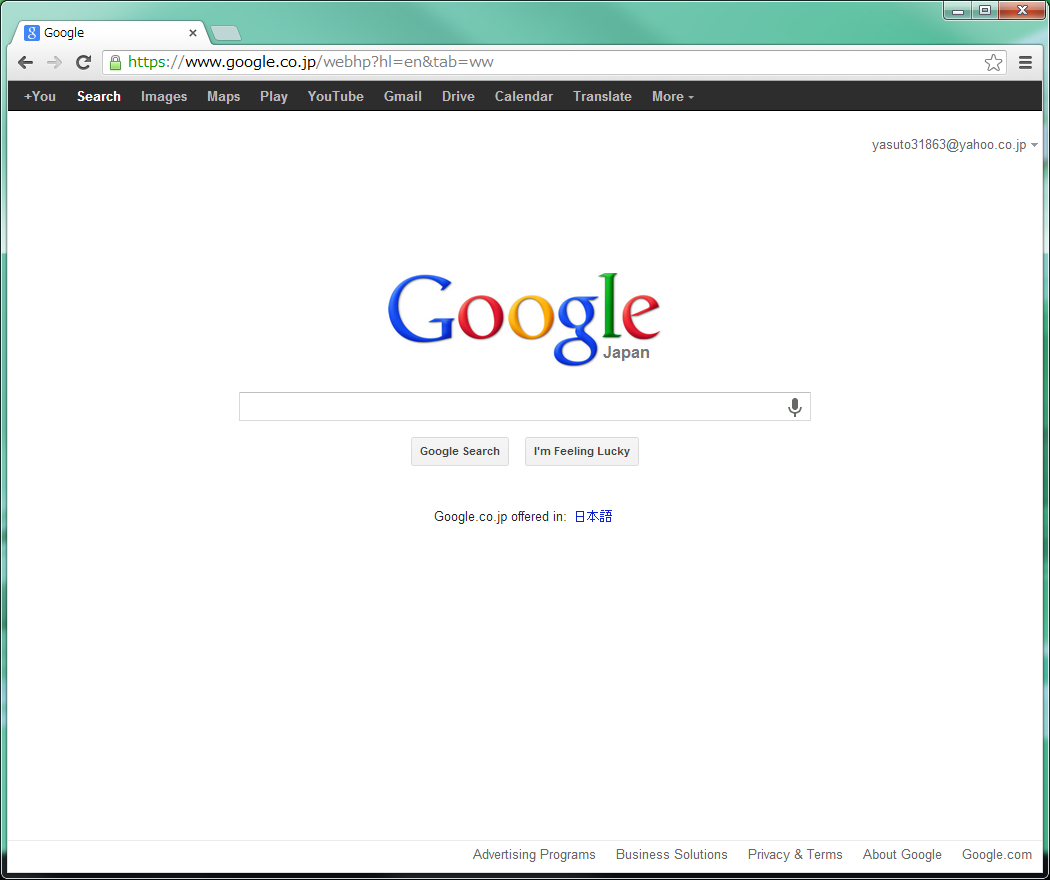 Google
https://www.google.co.jp/webhp?hl=en&tab=ww
+You Search Images Maps Play YouTube Gmail Drive Calendar Translate More
yasuto31863@yahoo.co.jp
Google
Japan
Google Search I'm Feeling Lucky
Google.co.jp offered in: 日本語
Advertising Programs Business Solutions Privacy & Terms About Google Google.com